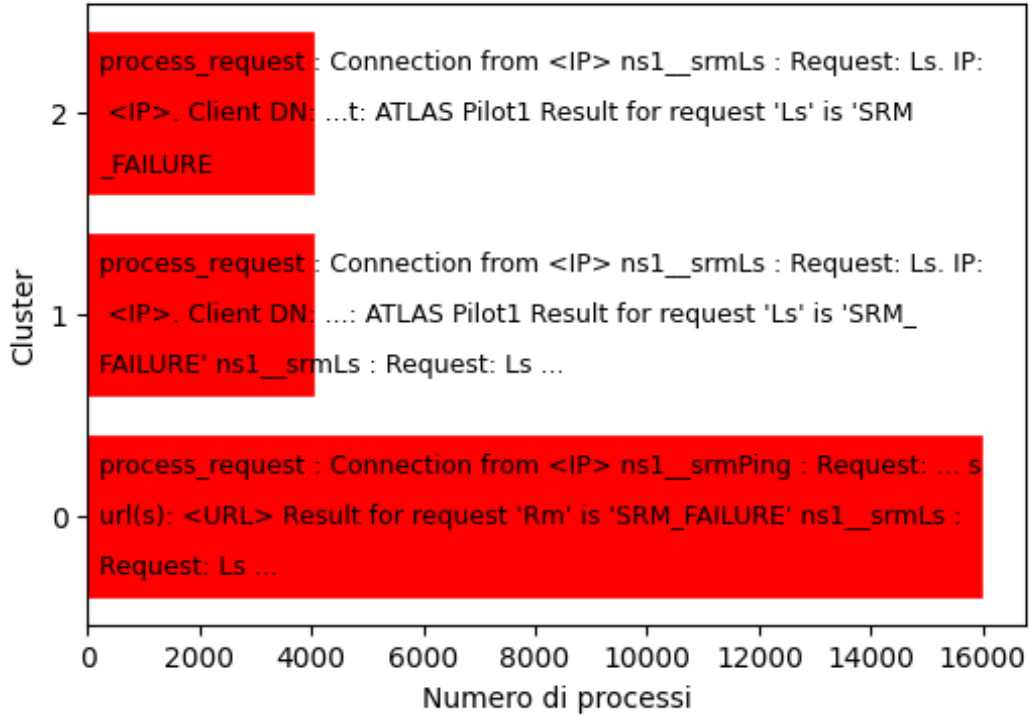 process_request : Connection from <IP> ns1__srmLs : Request: Ls. IP:
2
<IP>. Client DN: ...t: ATLAS Pilot1 Result for request 'Ls' is 'SRM
_FAILURE
process_request : Connection from <IP> ns1__srmLs : Request: Ls. IP:
1
<IP>. Client DN: ...: ATLAS Pilot1 Result for request 'Ls' is 'SRM_
FAILURE' ns1__srmLs : Request: Ls ...
Cluster
process_request : Connection from <IP> ns1__srmPing : Request: ... s
0
url(s): <URL> Result for request 'Rm' is 'SRM_FAILURE' ns1__srmLs :
Request: Ls ...
0 2000 4000 6000 8000 10000 12000 14000 16000
Numero di processi